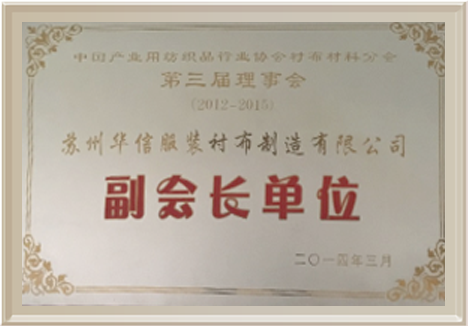 中国产业用纺织品行业协会衬布材料分会
第三届理事会
(2012-2015)
苏州华信服装衬布制造有限公司
副会长单位
二〇一四年三月